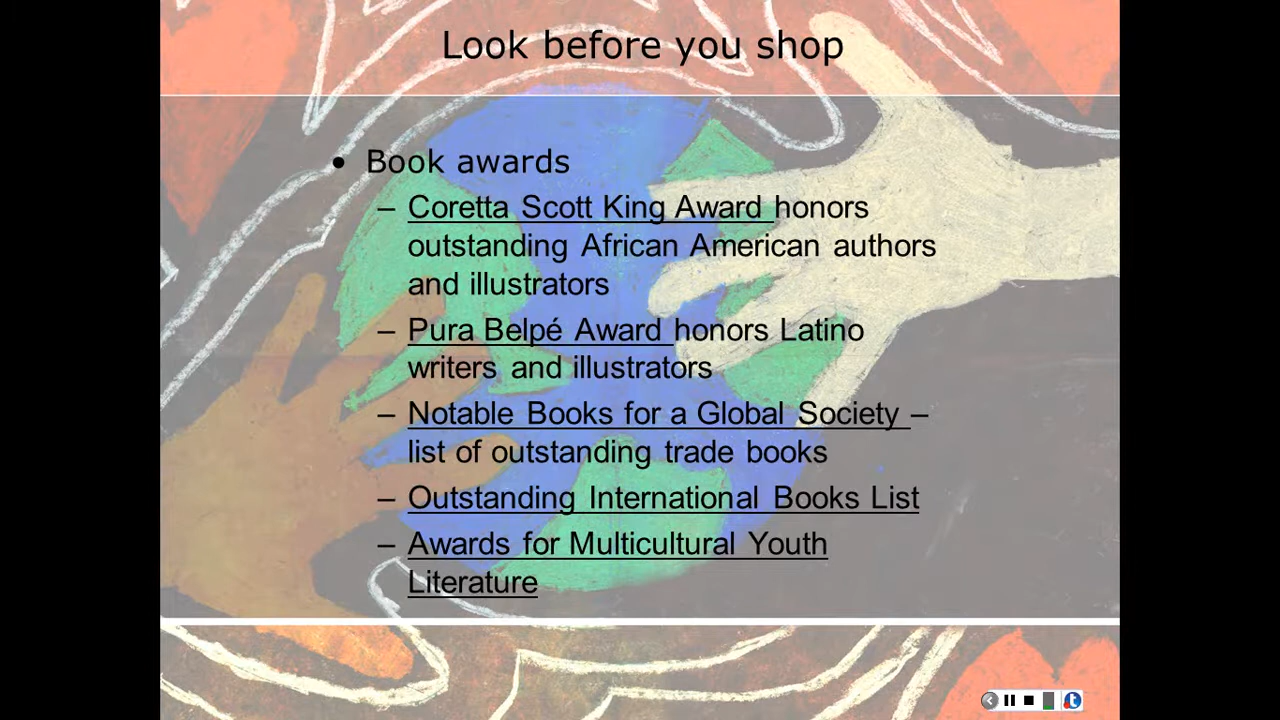 Look before you shop
• Book awards
– Coretta Scott King Award honors
outstanding African American authors
and illustrators
– Pura Belpé Award honors Latino
writers and illustrators
– Notable Books for a Global Society –
list of outstanding trade books
– Outstanding International Books List
– Awards for Multicultural Youth
Literature
t